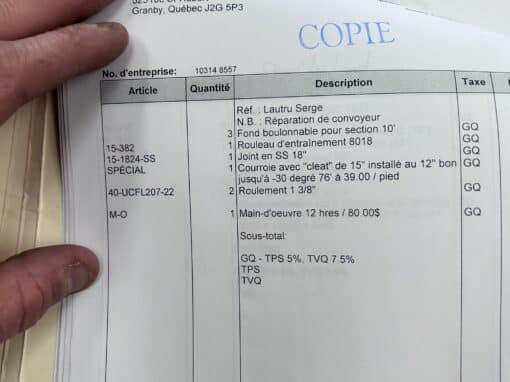 Granby, Québec J2G 5P3
COPIE
No. d'entreprise: 10314 8557
Article Quantité Description Taxe
Réf. : Lautru Serge
N.B. : Réparation de convoyeur
3 Fond boulonnable pour section 10' GQ
15-382 1 Rouleau d'entraînement 8018 GQ
15-1824-SS 1 Joint en SS 18" GQ
SPÉCIAL 1 Courroie avec "cleat" de 15" installé au 12" bon GQ
jusqu'à -30 degré 76' à 39.00 / pied
40-UCFL207-22 2 Roulement 1 3/8" GQ
M-O 1 Main-d'oeuvre 12 hres / 80.00$ GQ
Sous-total:
GQ - TPS 5%, TVQ 7.5%
TPS
TVQ